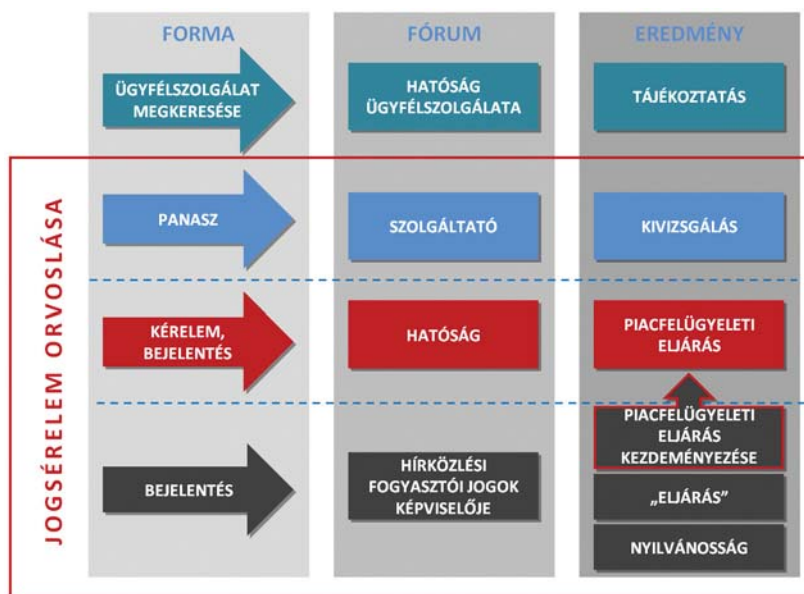 FORMA
FÓRUM
EREDMÉNY
ÜGYFÉLSZOLGÁLAT
MEGKERESÉSE
HATÓSÁG
ÜGYFÉLSZOLGÁLATA
TÁJÉKOZTATÁS
JOGSÉRELEM ORVOSLÁSA
PANASZ
SZOLGÁLTATÓ
KIVIZSGÁLÁS
KÉRELEM,
BEJELENTÉS
HATÓSÁG
PIACFELÜGYELETI
ELJÁRÁS
BEJELENTÉS
HÍRKÖZLÉSI
FOGYASZTÓI JOGOK
KÉPVISELŐJE
PIACFELÜGYELETI
ELJÁRÁS
KEZDEMÉNYEZÉSE
„ELJÁRÁS”
NYILVÁNOSSÁG